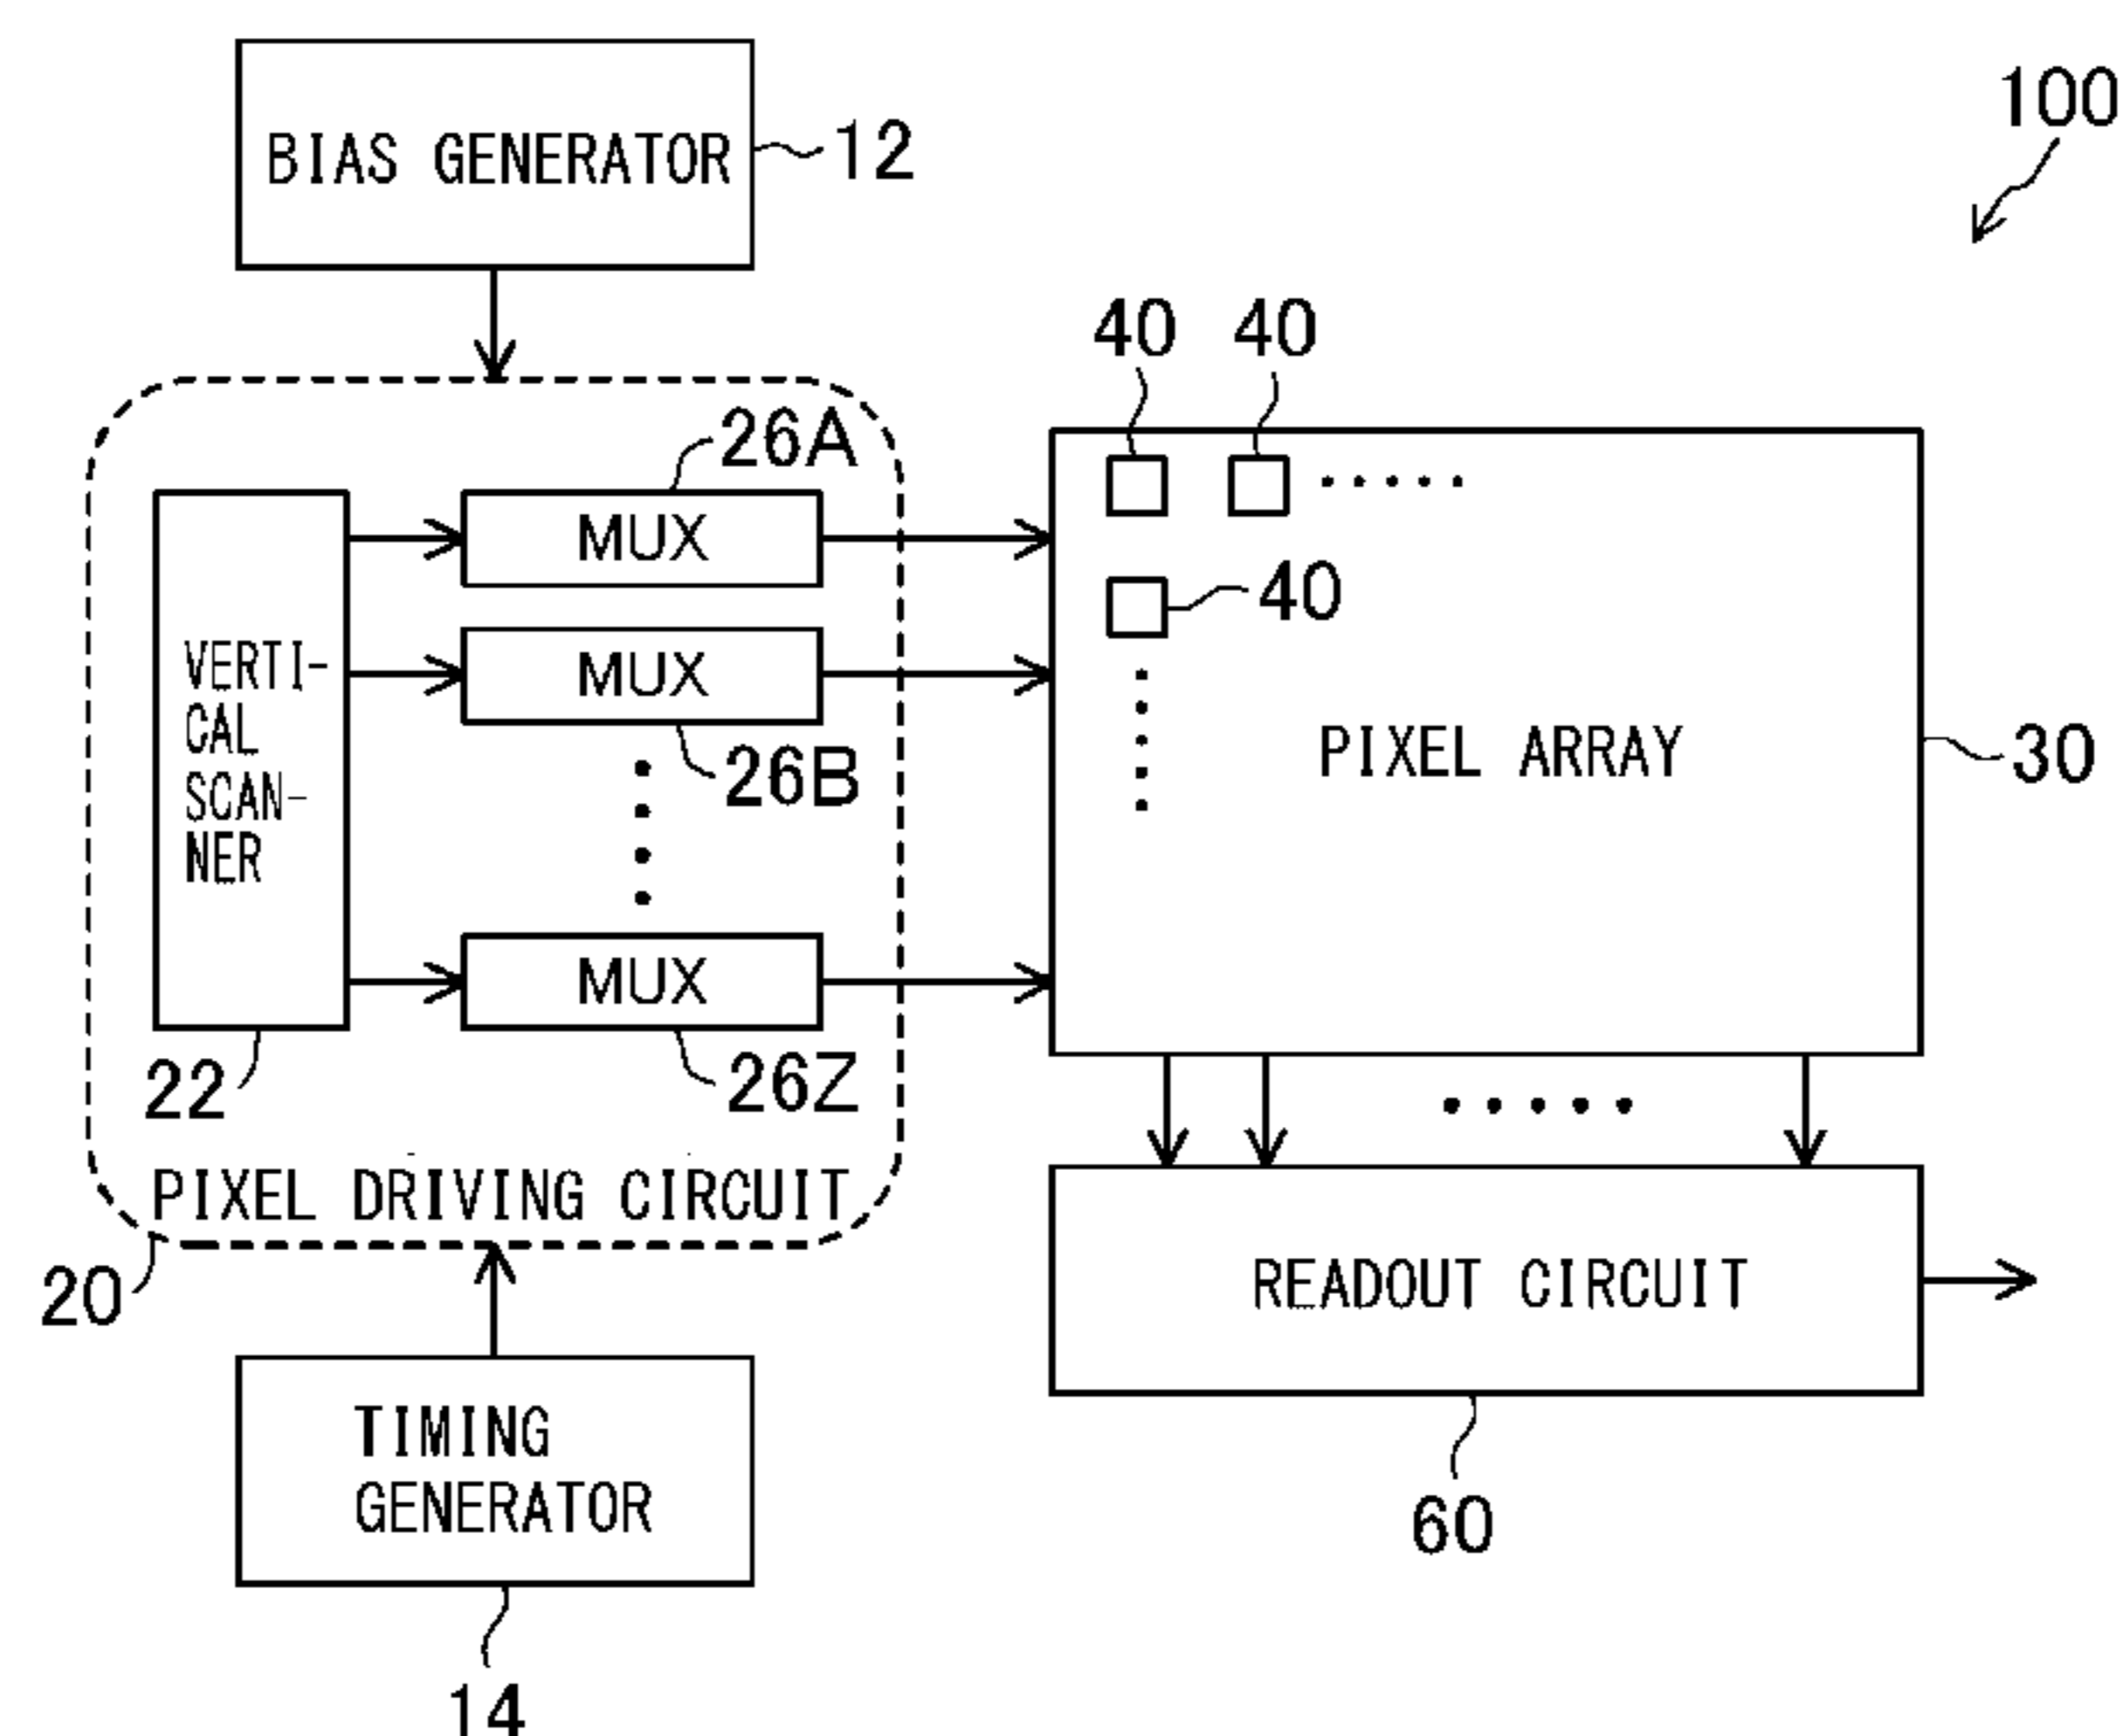 BIAS GENERATOR
12
100
40
40
26A
MUX
40
MUX
26B
VERTI-
CAL
SCAN-
NER
PIXEL ARRAY
30
MUX
26Z
22
PIXEL DRIVING CIRCUIT
20
READOUT CIRCUIT
60
TIMING
GENERATOR
14